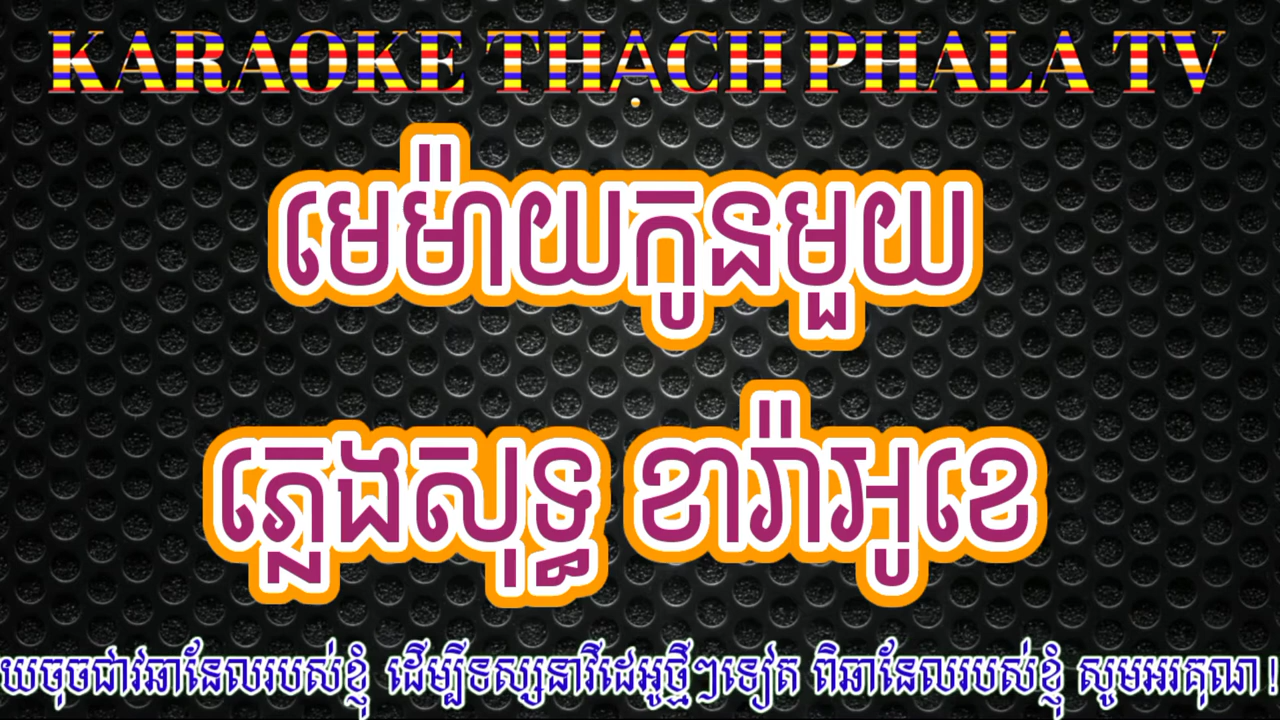 KARAOKE THẠCH PHALA TV
មេម៉ាយកូនមួយ
ភ្លេងសុទ្ធ ខារ៉ាអូខេ
យចុចជាវឆានែលរបស់ខ្ញុំ ដើម្បីទស្សនាវីដេអូថ្មីៗទៀត ពិឆានែលរបស់ខ្ញុំ សូមអរគុណ!